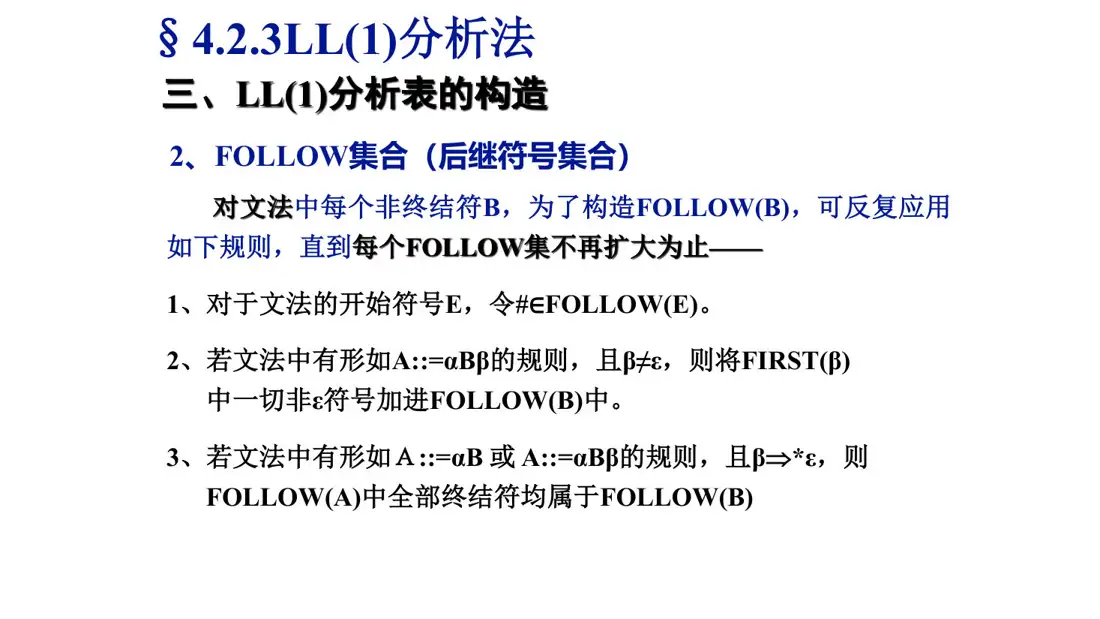 §4.2.3LL(1)分析法
三、LL(1)分析表的构造
2、FOLLOW集合（后继符号集合）
对文法中每个非终结符B，为了构造FOLLOW(B)，可反复应用
如下规则，直到每个FOLLOW集不再扩大为止——
1、对于文法的开始符号E，令#∈FOLLOW(E)。
2、若文法中有形如A::=αBβ的规则，且β≠ε，则将FIRST(β)
中一切非ε符号加进FOLLOW(B)中。
3、若文法中有形如Ａ::=αB 或 A::=αBβ的规则，且β⇒*ε，则
FOLLOW(A)中全部终结符均属于FOLLOW(B)